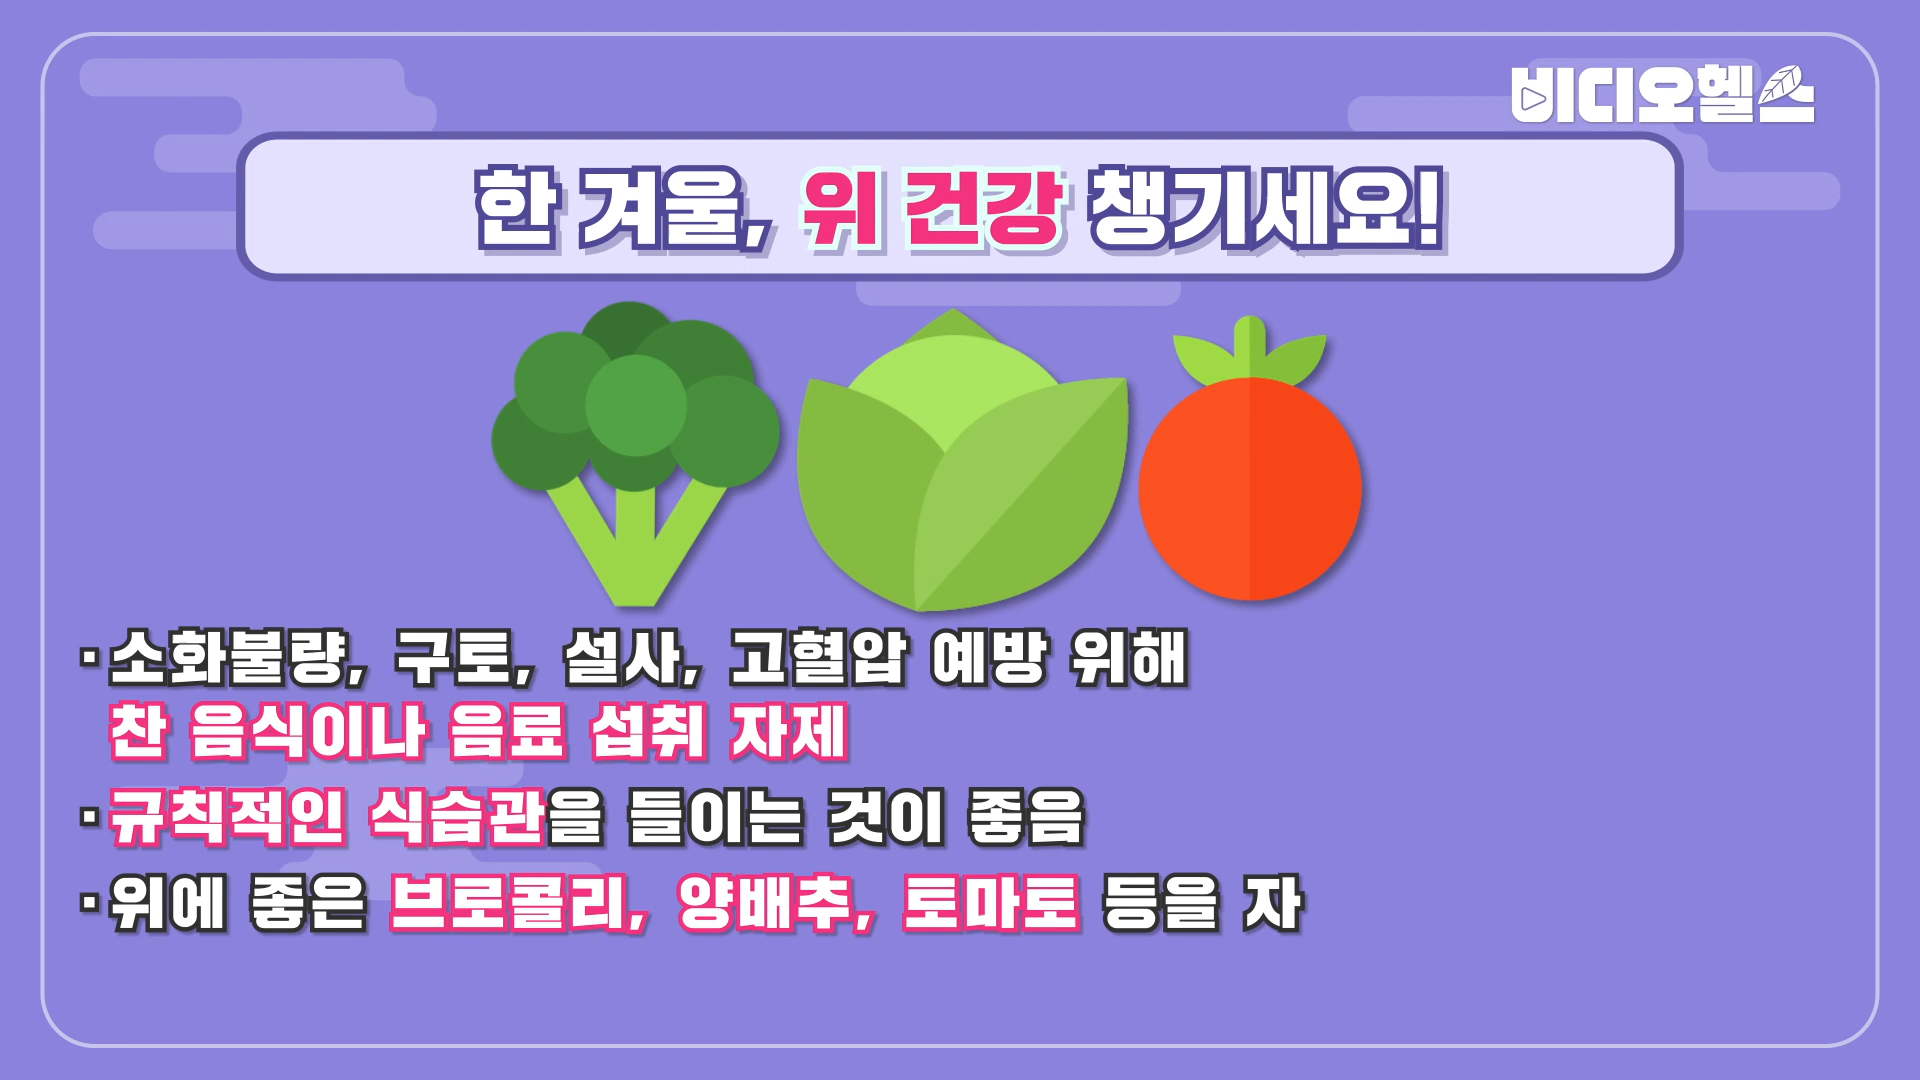 비디오헬스
한 겨울, 위 건강 챙기세요!
· 소화불량, 구토, 설사, 고혈압 예방 위해
찬 음식이나 음료 섭취 자제
· 규칙적인 식습관을 들이는 것이 좋음
· 위에 좋은 브로콜리, 양배추, 토마토 등을 자